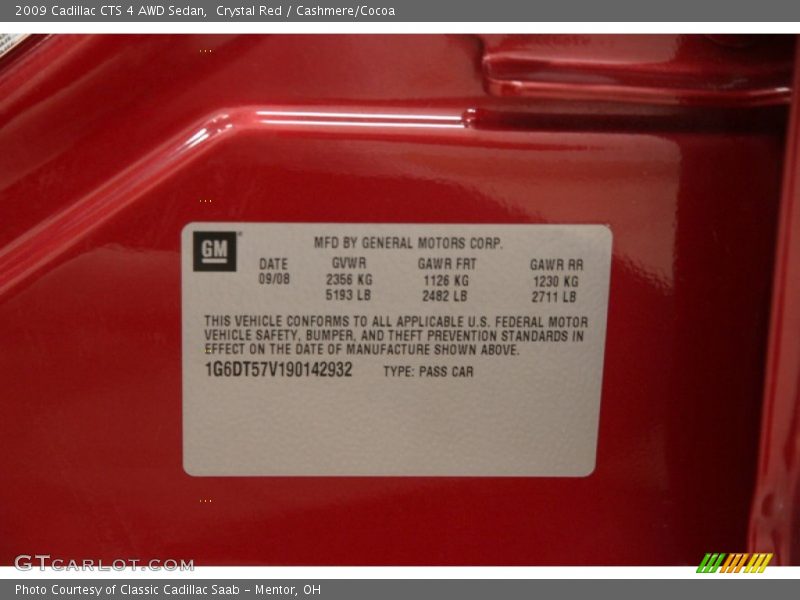 2009 Cadillac CTS 4 AWD Sedan,  Crystal Red / Cashmere/Cocoa
GM
MFD BY GENERAL MOTORS CORP.
DATE GVWR GAWR FRT GAWR RR
09/08 2356 KG 1126 KG 1230 KG
5193 LB 2482 LB 2711 LB
THIS VEHICLE CONFORMS TO ALL APPLICABLE U.S. FEDERAL MOTOR
VEHICLE SAFETY, BUMPER, AND THEFT PREVENTION STANDARDS IN
EFFECT ON THE DATE OF MANUFACTURE SHOWN ABOVE.
1G6DT57V190142932 TYPE: PASS CAR
GTCARLOT.COM
Photo Courtesy of Classic Cadillac Saab - Mentor, OH